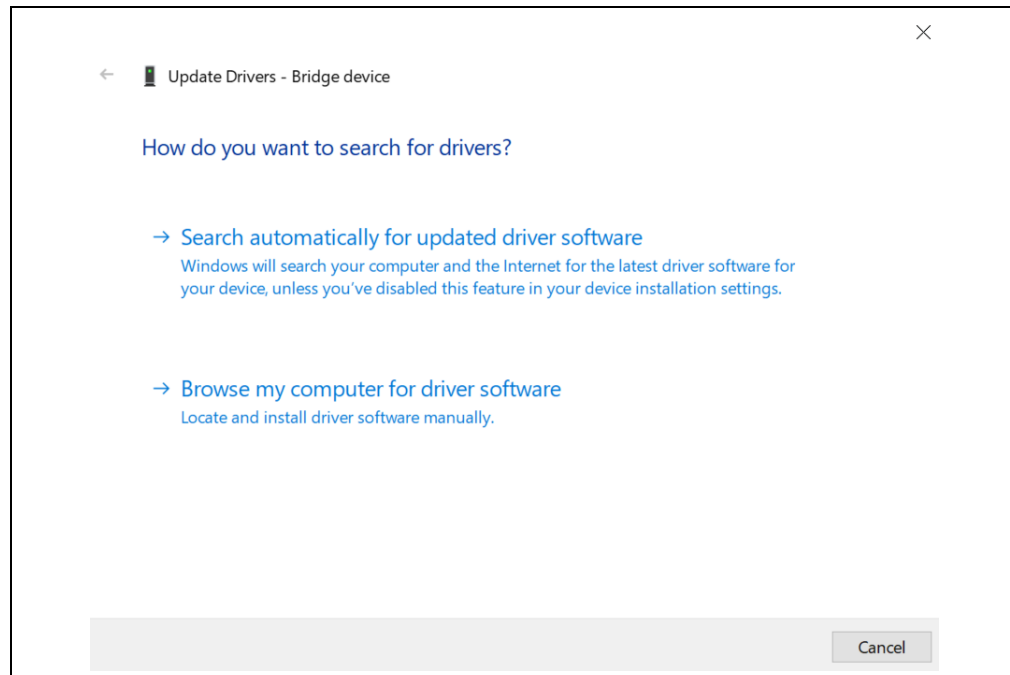 Update Drivers - Bridge device
How do you want to search for drivers?
Search automatically for updated driver software
Windows will search your computer and the Internet for the latest driver software for
your device, unless you've disabled this feature in your device installation settings.
Browse my computer for driver software
Locate and install driver software manually.
Cancel